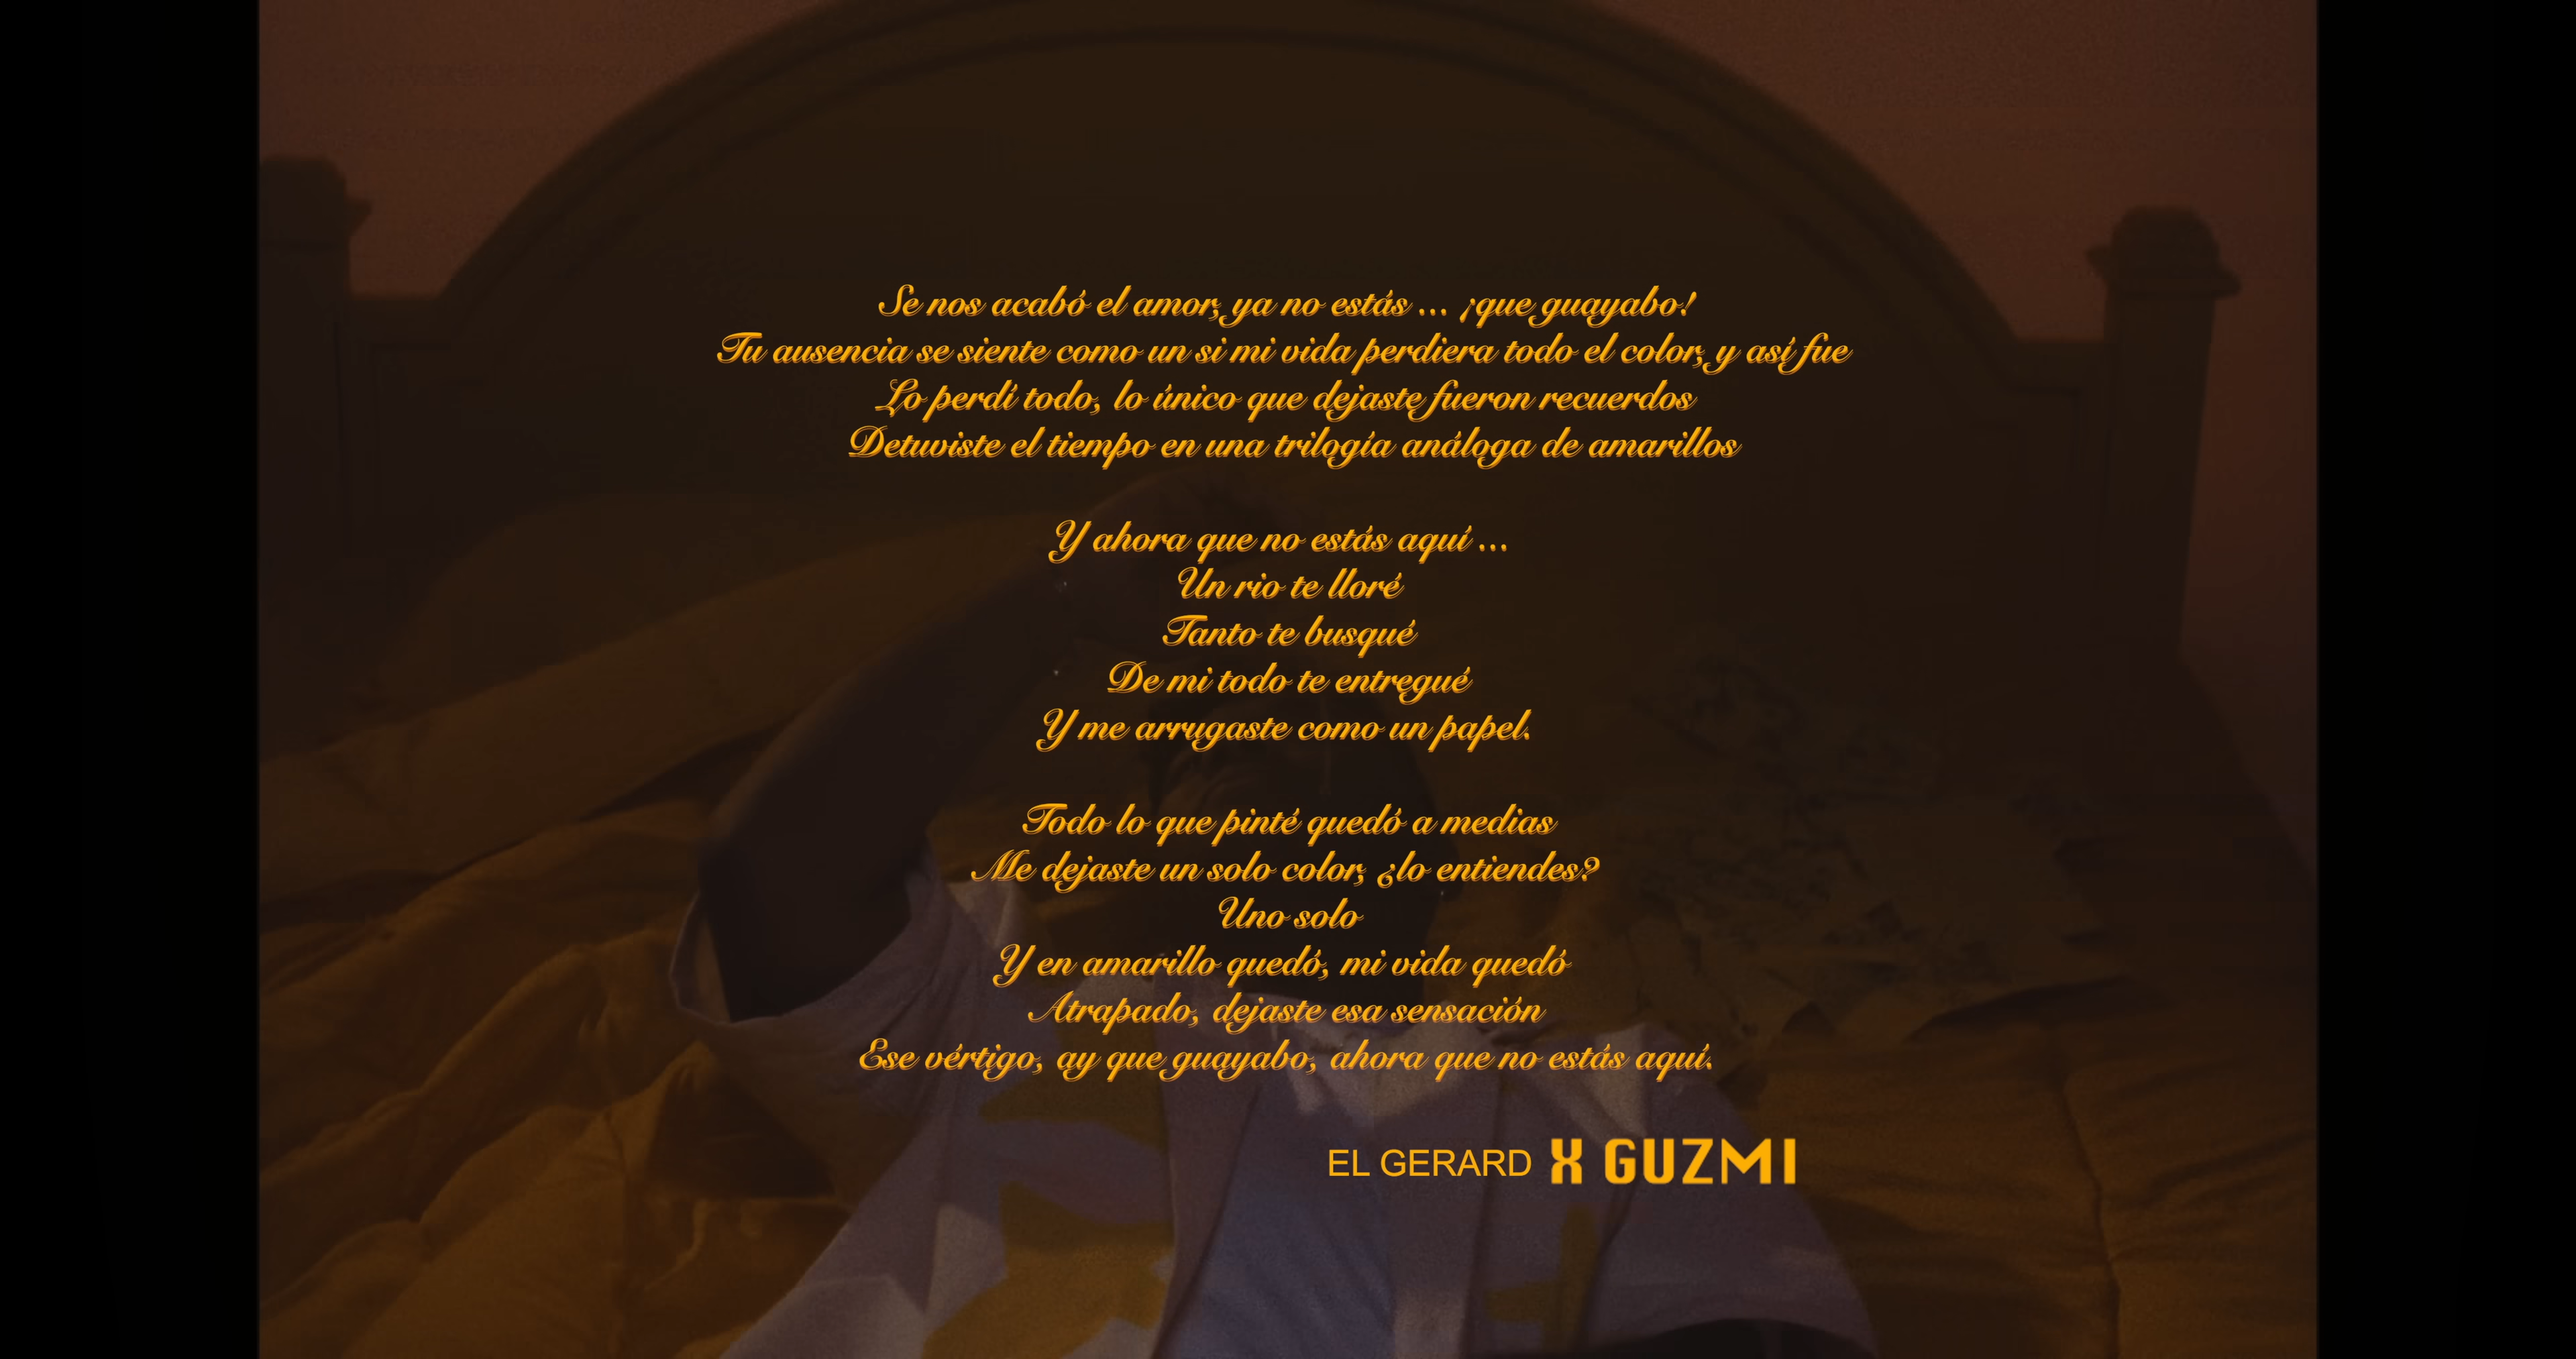 Se nos acabó el amor, ya no estás ... ¡que guayabo!
Tu ausencia se siente como un si mi vida perdiera todo el color, y así fue
Lo perdí todo, lo único que dejaste fueron recuerdos
Detuviste el tiempo en una trilogía análoga de amarillos
Y ahora que no estás aquí ...
Un rio te lloré
Tanto te busqué
De mi todo te entregué
Y me arrugaste como un papel.
Todo lo que pinté quedó a medias
Me dejaste un solo color, ¿lo entiendes?
Uno solo
Y en amarillo quedó, mi vida quedó
Atrapado, dejaste esa sensación
Ese vértigo, ay que guayabo, ahora que no estás aquí.
EL GERARD X GUZMI